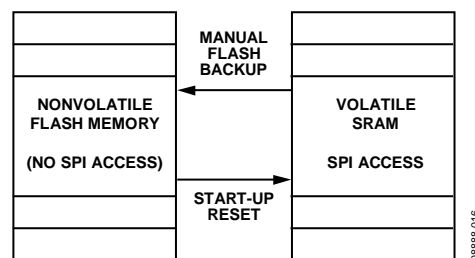 MANUAL
FLASH
BACKUP
NONVOLATILE
FLASH MEMORY
(NO SPI ACCESS)
VOLATILE
SRAM
SPI ACCESS
START-UP
RESET